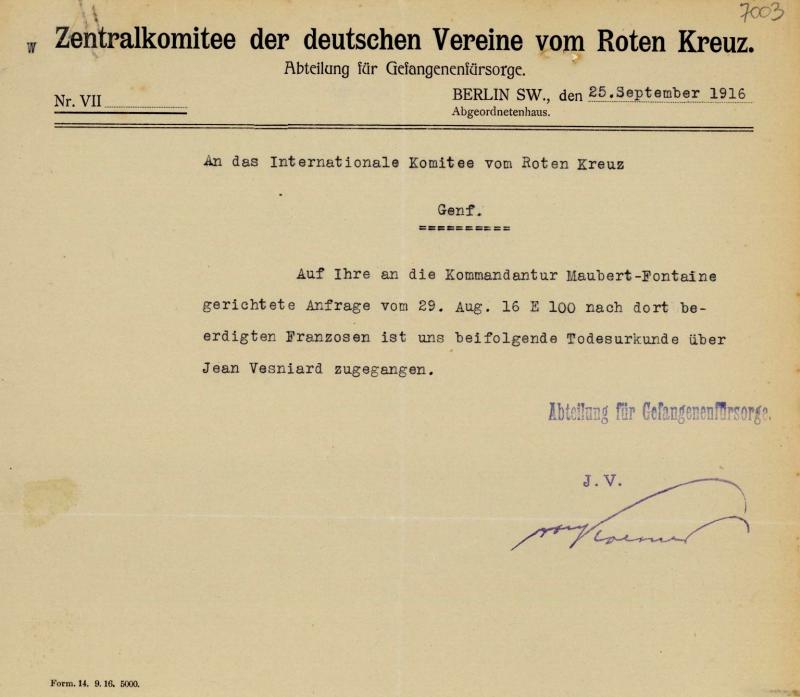 7003
W Zentralkomitee der deutschen Vereine vom Roten Kreuz.
Abteilung für Gefangenenfürsorge.
Nr. VII
BERLIN SW., den 25.September 1916
Abgeordnetenhaus.
An das Internationale Komitee vom Roten Kreuz
Genf.
==========
Auf Ihre an die Kommandantur Maubert-Fontaine
gerichtete Anfrage vom 29. Aug. 16 E 100 nach dort be-
erdigten Franzosen ist uns beifolgende Todesurkunde über
Jean Vesniard zugegangen.
Abteilung für Gefangenenfürsorge.
J.V.
Form. 14. 9. 16. 5000.